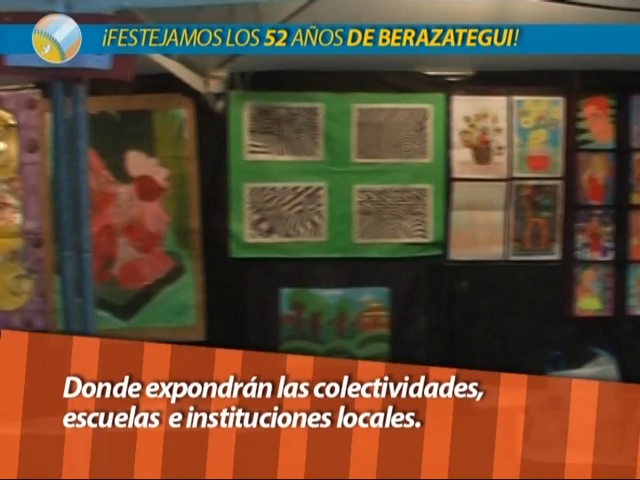 ¡FESTEJAMOS LOS 52 AÑOS DE BERAZATEGUI!
Donde expondrán las colectividades,
escuelas e instituciones locales.